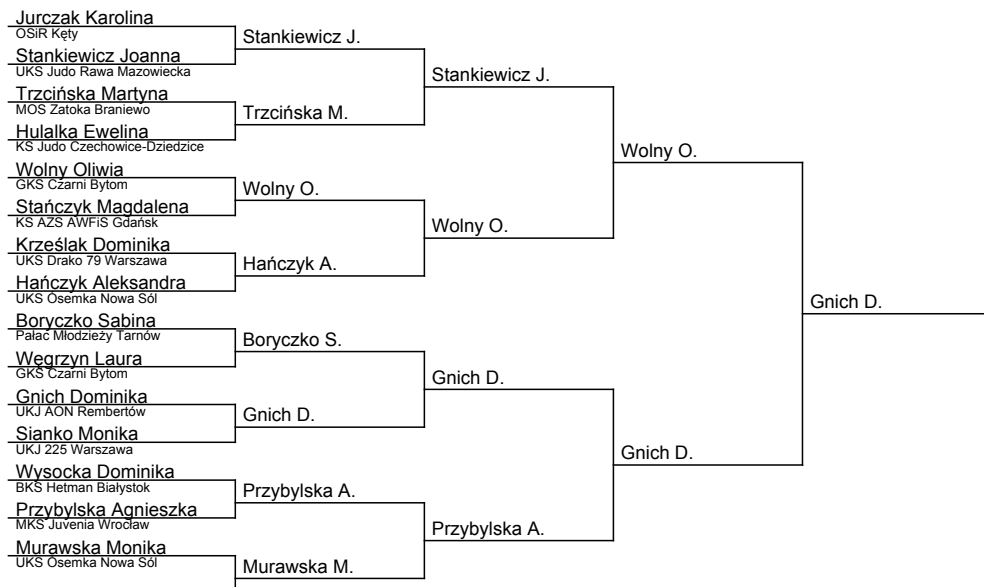 Jurczak Karolina
OSiR Kęty
Stankiewicz J.
Stankiewicz Joanna
UKS Judo Rawa Mazowiecka
Stankiewicz J.
Trzcińska Martyna
MOS Zatoka Braniewo
Trzcińska M.
Hulalka Ewelina
KS Judo Czechowice-Dziedzice
Wolny O.
Wolny Oliwia
GKS Czarni Bytom
Wolny O.
Stańczyk Magdalena
KS AZS AWFiS Gdańsk
Wolny O.
Krześlak Dominika
UKS Drako 79 Warszawa
Hańczyk A.
Hańczyk Aleksandra
UKS Ósemka Nowa Sól
Gnich D.
Boryczko Sabina
Pałac Młodzieży Tarnów
Boryczko S.
Węgrzyn Laura
GKS Czarni Bytom
Gnich D.
Gnich Dominika
UKJ AON Rembertów
Gnich D.
Sianko Monika
UKJ 225 Warszawa
Gnich D.
Wysocka Dominika
BKS Hetman Białystok
Przybylska A.
Przybylska Agnieszka
MKS Juvenia Wrocław
Przybylska A.
Murawska Monika
UKS Ósemka Nowa Sól
Murawska M.